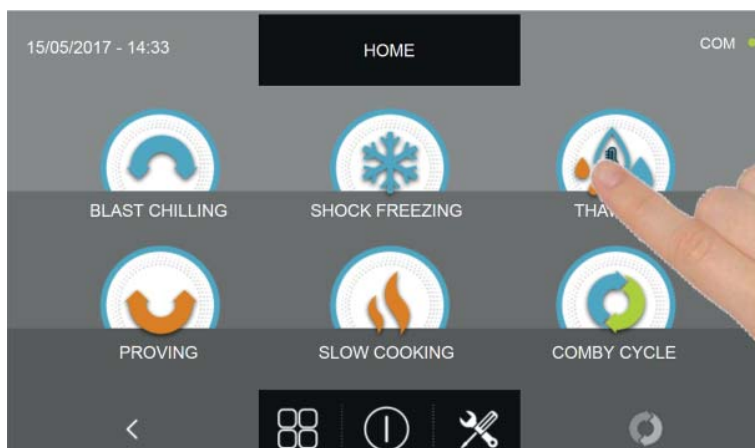 15/05/2017 - 14:33
HOME
COM
BLAST CHILLING
SHOCK FREEZING
PROVING
SLOW COOKING
COMBY CYCLE